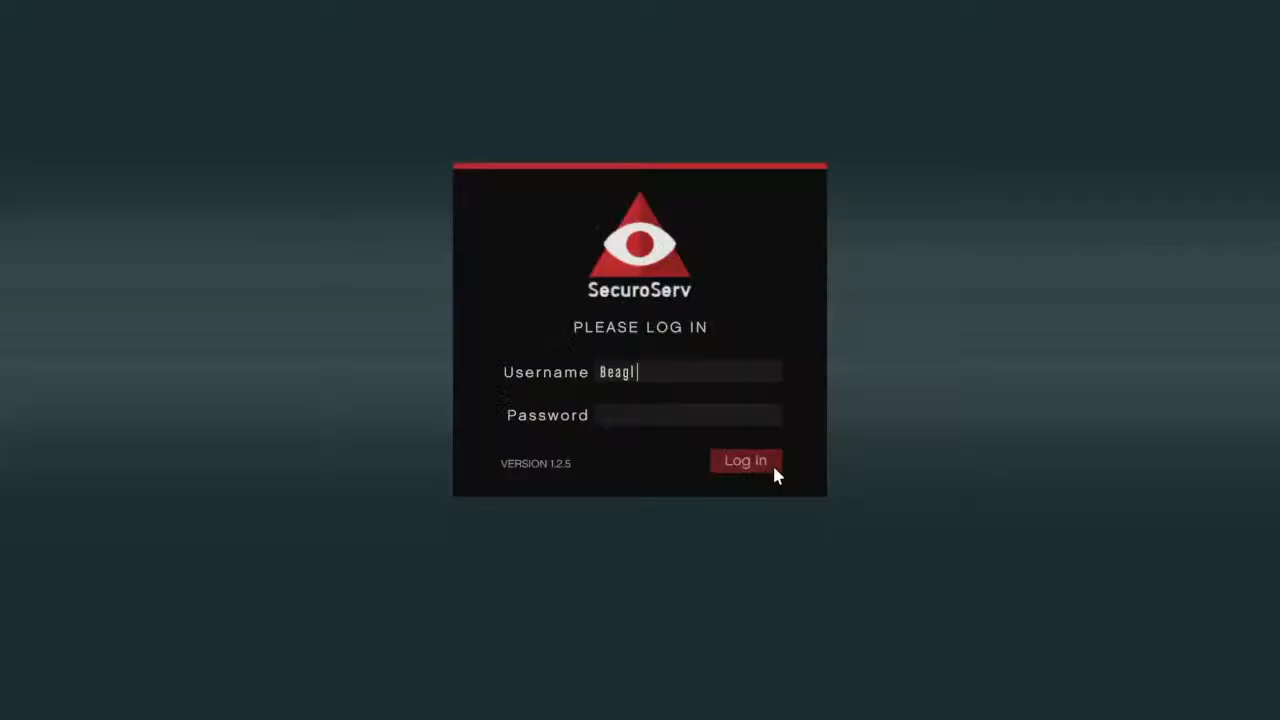 SecuroServ
PLEASE LOG IN
Username Beagl
Password
VERSION 1.2.5 Log In